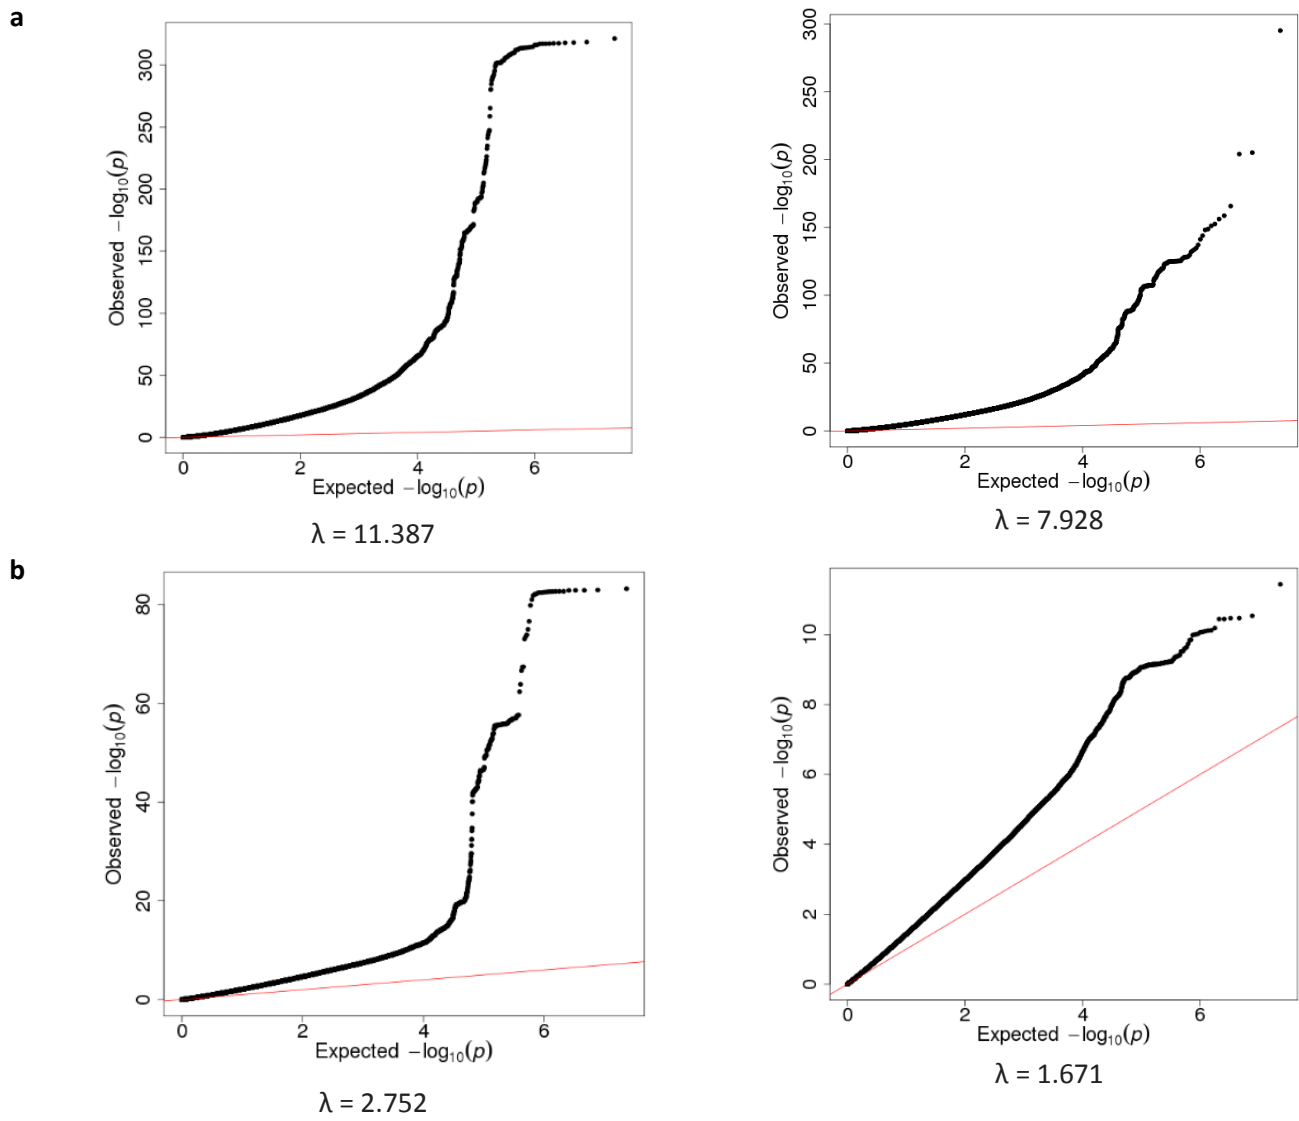 a
Observed −log₁₀(p)
300
250
200
150
100
50
0
0 2 4 6
Expected −log₁₀(p)
λ = 11.387
Observed −log₁₀(p)
300
250
200
150
100
50
0
0 2 4 6
Expected −log₁₀(p)
λ = 7.928
b
Observed −log₁₀(p)
80
60
40
20
0
0 2 4 6
Expected −log₁₀(p)
λ = 2.752
Observed −log₁₀(p)
10
8
6
4
2
0
0 2 4 6
Expected −log₁₀(p)
λ = 1.671